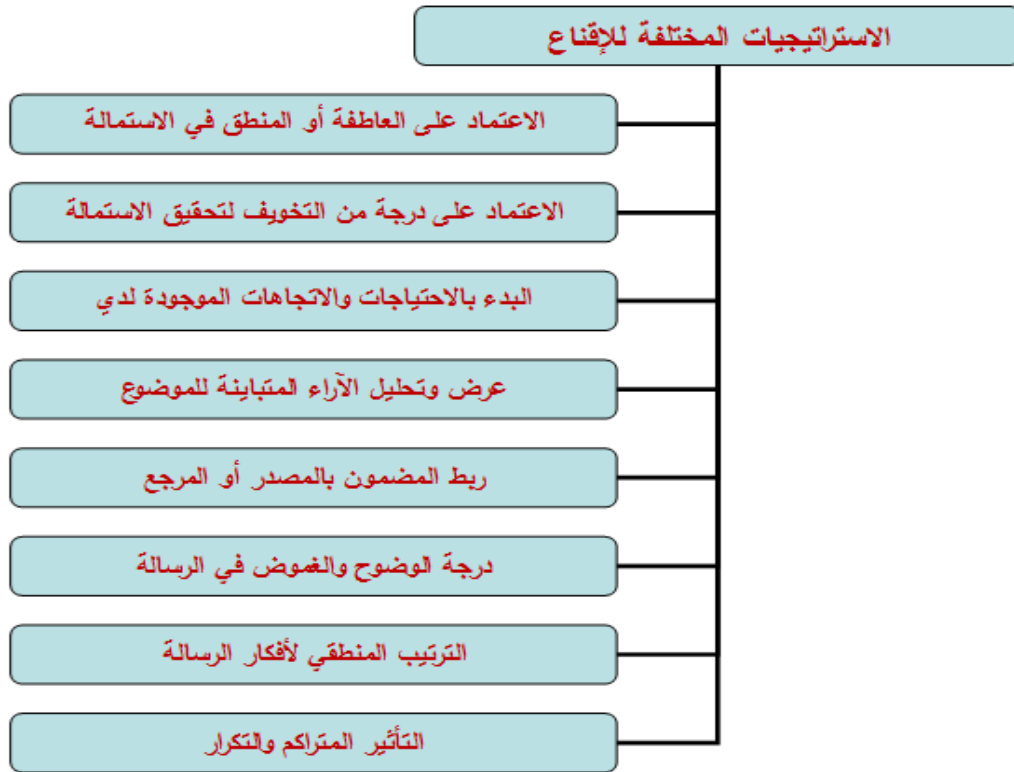 الاستراتيجيات المختلفة للإقناع
الاعتماد على العاطفة أو المنطق في الاستمالة
الاعتماد على درجة من التخويف لتحقيق الاستمالة
البدء بالاحتياجات والاتجاهات الموجودة لدي
عرض وتحليل الآراء المتباينة للموضوع
ربط المضمون بالمصدر أو المرجع
درجة الوضوح والغموض في الرسالة
الترتيب المنطقي لأفكار الرسالة
التأثير المتراكم والتكرار